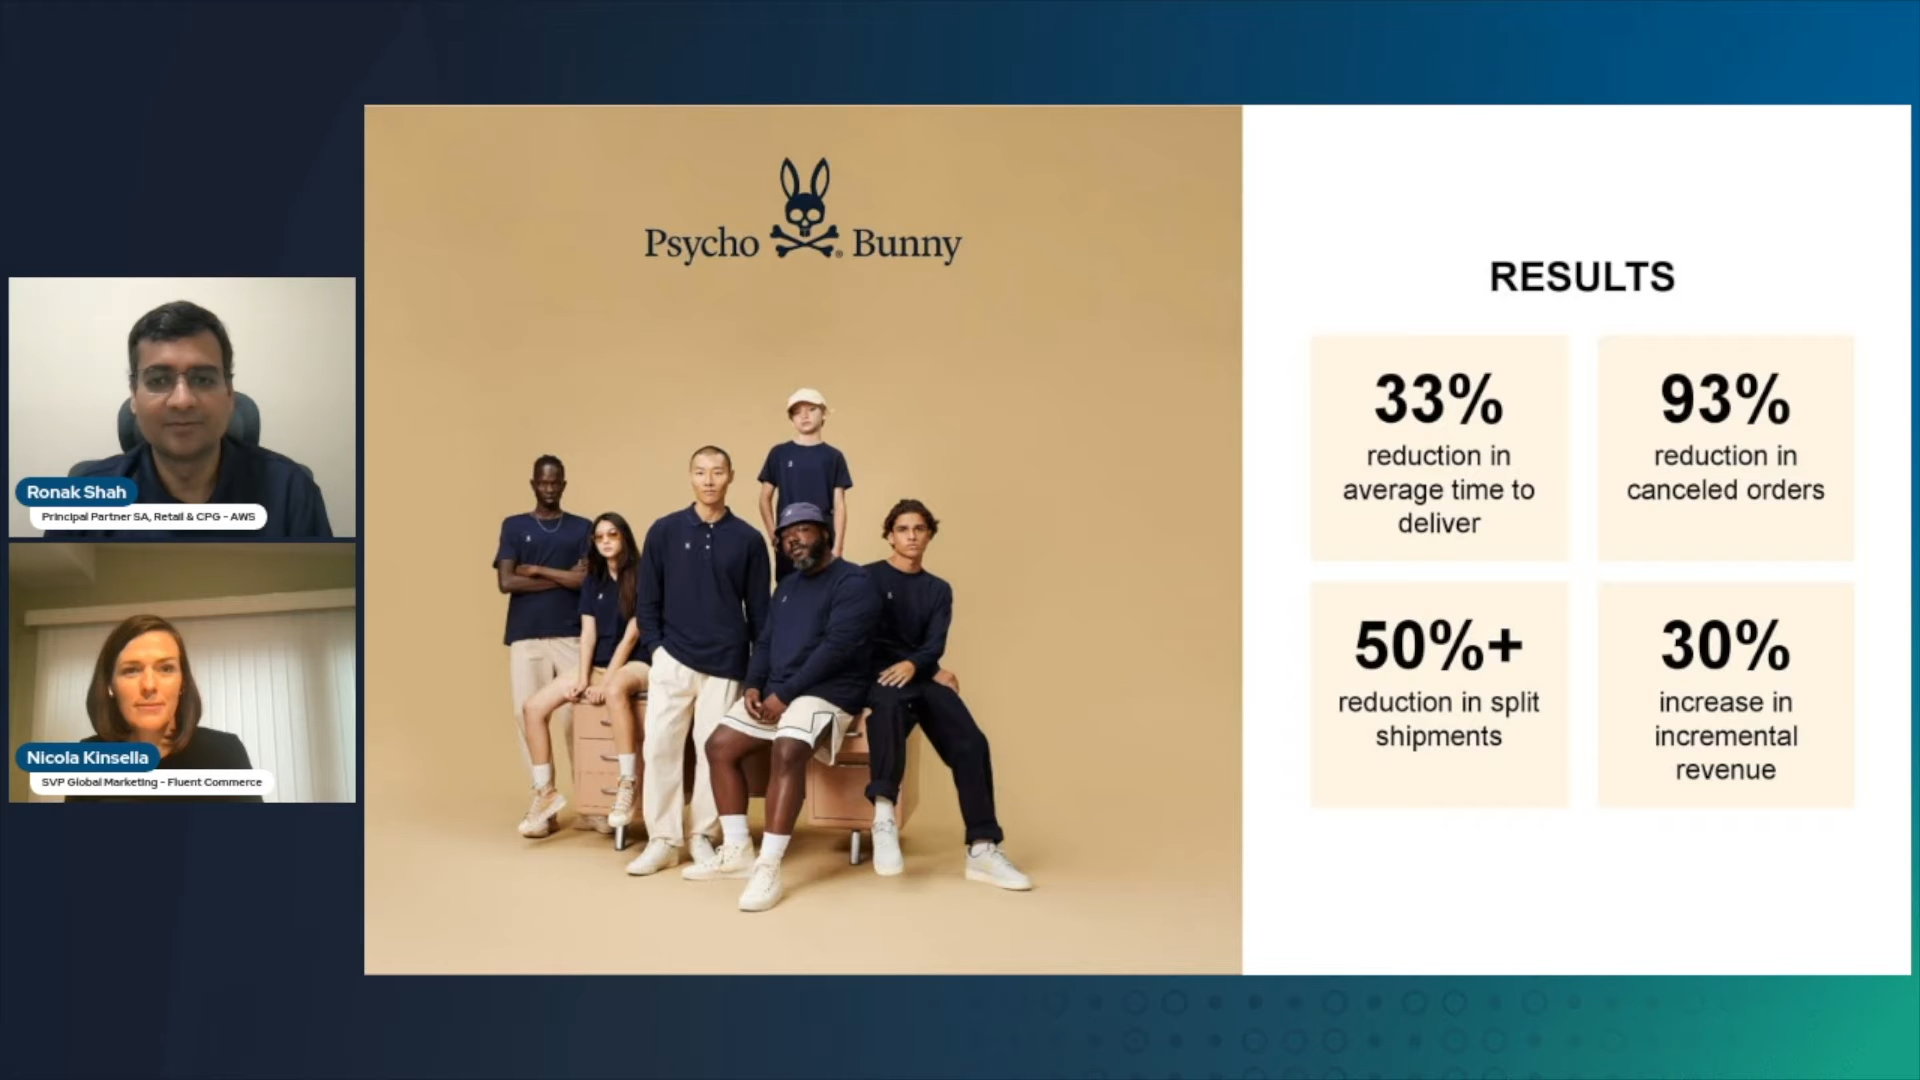 Ronak Shah
Principal Partner SA, Retail & CPG - AWS
Nicola Kinsella
SVP Global Marketing - Fluent Commerce
Psycho Bunny
RESULTS
33%
reduction in
average time to
deliver
93%
reduction in
canceled orders
50%+
reduction in split
shipments
30%
increase in
incremental
revenue